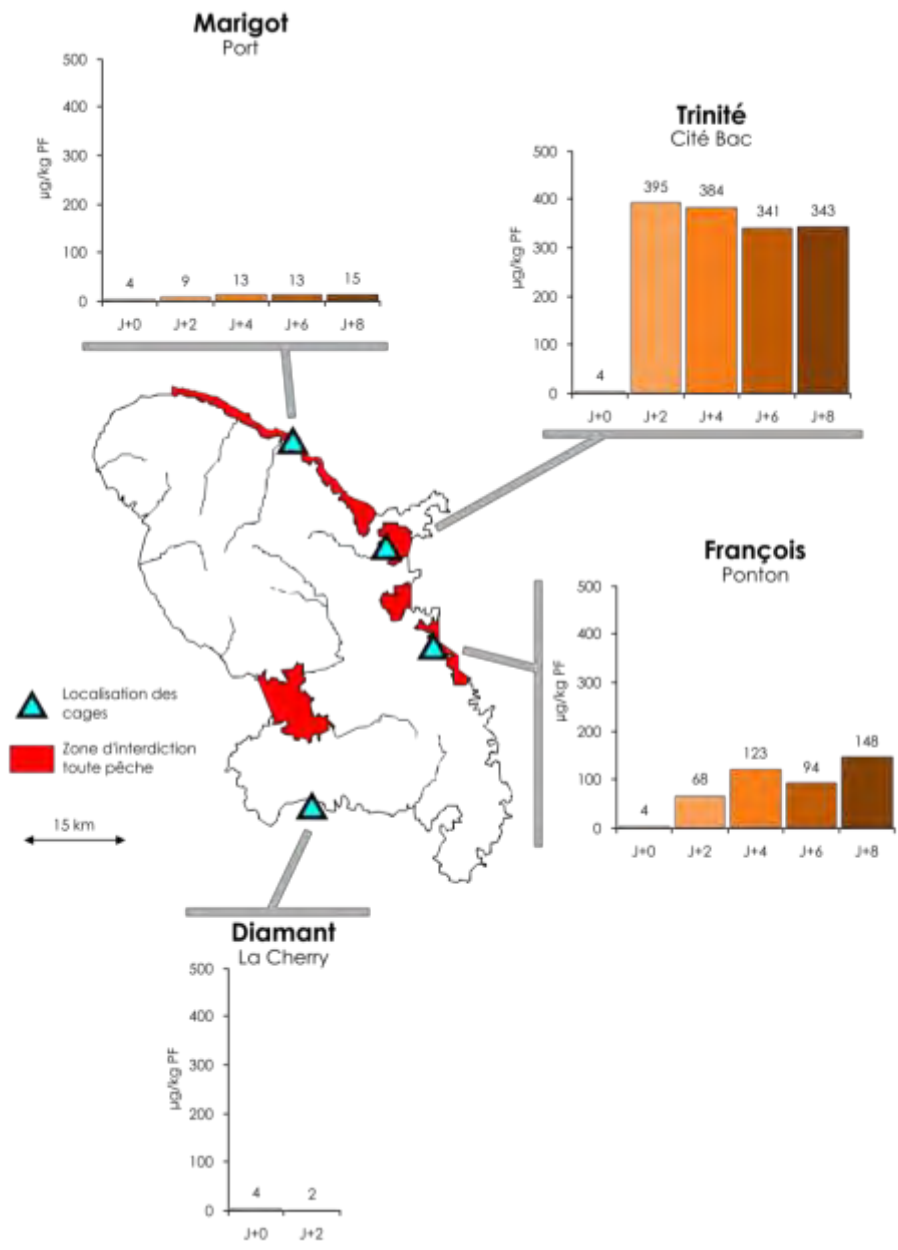 Marigot
Port
500
400
300
200
100
0
µg/kg PF
4
9
13
13
15
J+0
J+2
J+4
J+6
J+8
Trinité
Cité Bac
500
400
300
200
100
0
µg/kg PF
4
395
384
341
343
J+0
J+2
J+4
J+6
J+8
François
Ponton
500
400
300
200
100
0
µg/kg PF
4
68
123
94
148
J+0
J+2
J+4
J+6
J+8
Localisation des
cages
Zone d'interdiction
toute pêche
15 km
Diamant
La Cherry
500
400
300
200
100
0
µg/kg PF
4
2
J+0
J+2